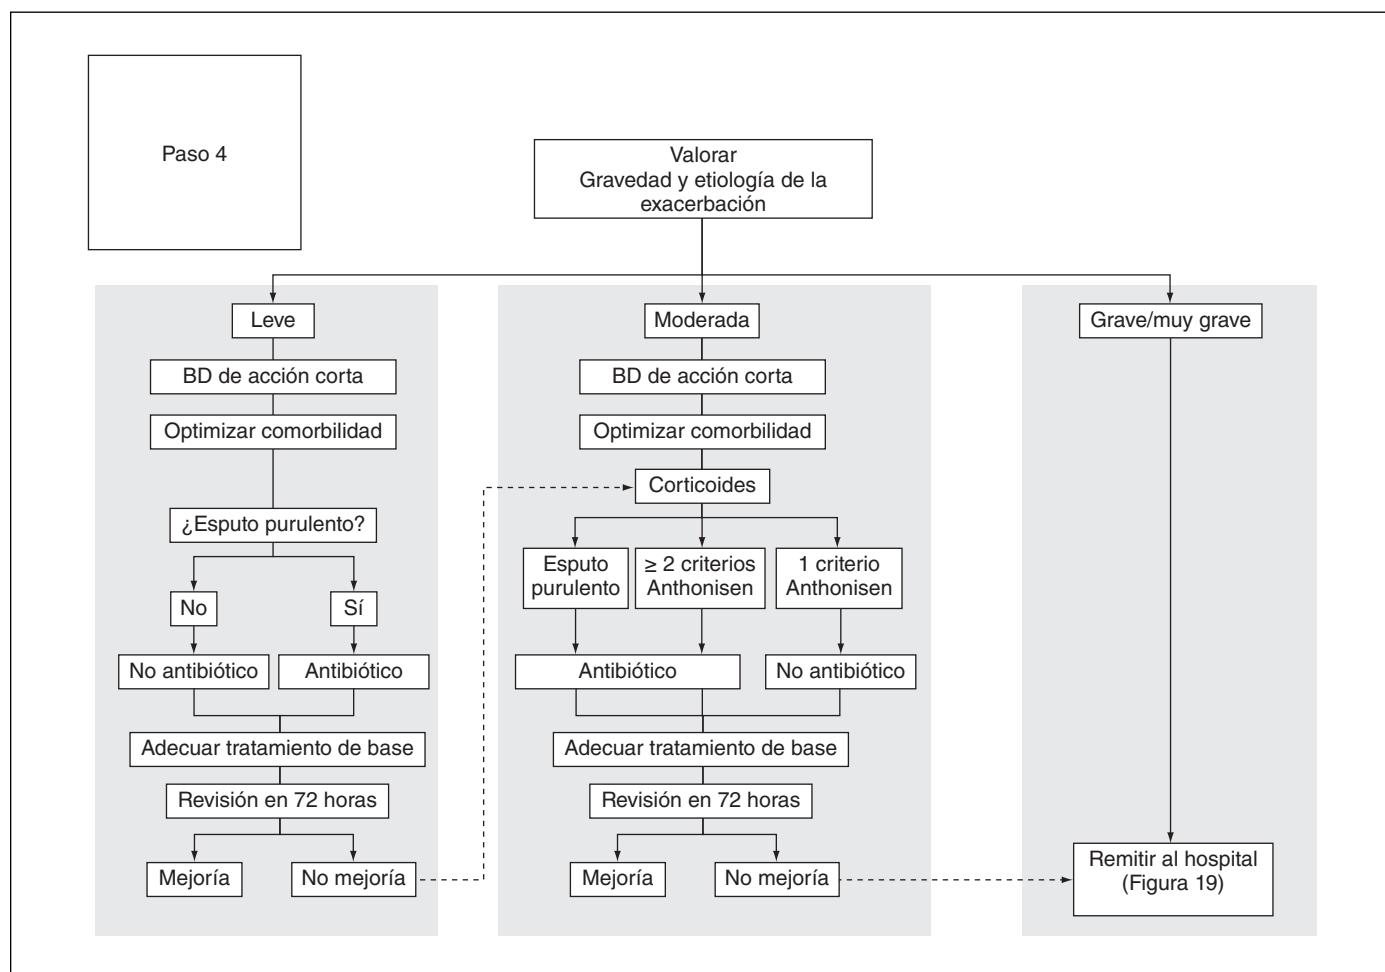 Paso 4
Valorar
Gravedad y etiología de la
exacerbación
Leve
BD de acción corta
Optimizar comorbilidad
¿Esputo purulento?
No
Sí
No antibiótico
Antibiótico
Adecuar tratamiento de base
Revisión en 72 horas
Mejoría
No mejoría
Moderada
BD de acción corta
Optimizar comorbilidad
Corticoides
Esputo
purulento
≥ 2 criterios
Anthonisen
1 criterio
Anthonisen
Antibiótico
No antibiótico
Adecuar tratamiento de base
Revisión en 72 horas
Mejoría
No mejoría
Grave/muy grave
Remitir al hospital
(Figura 19)